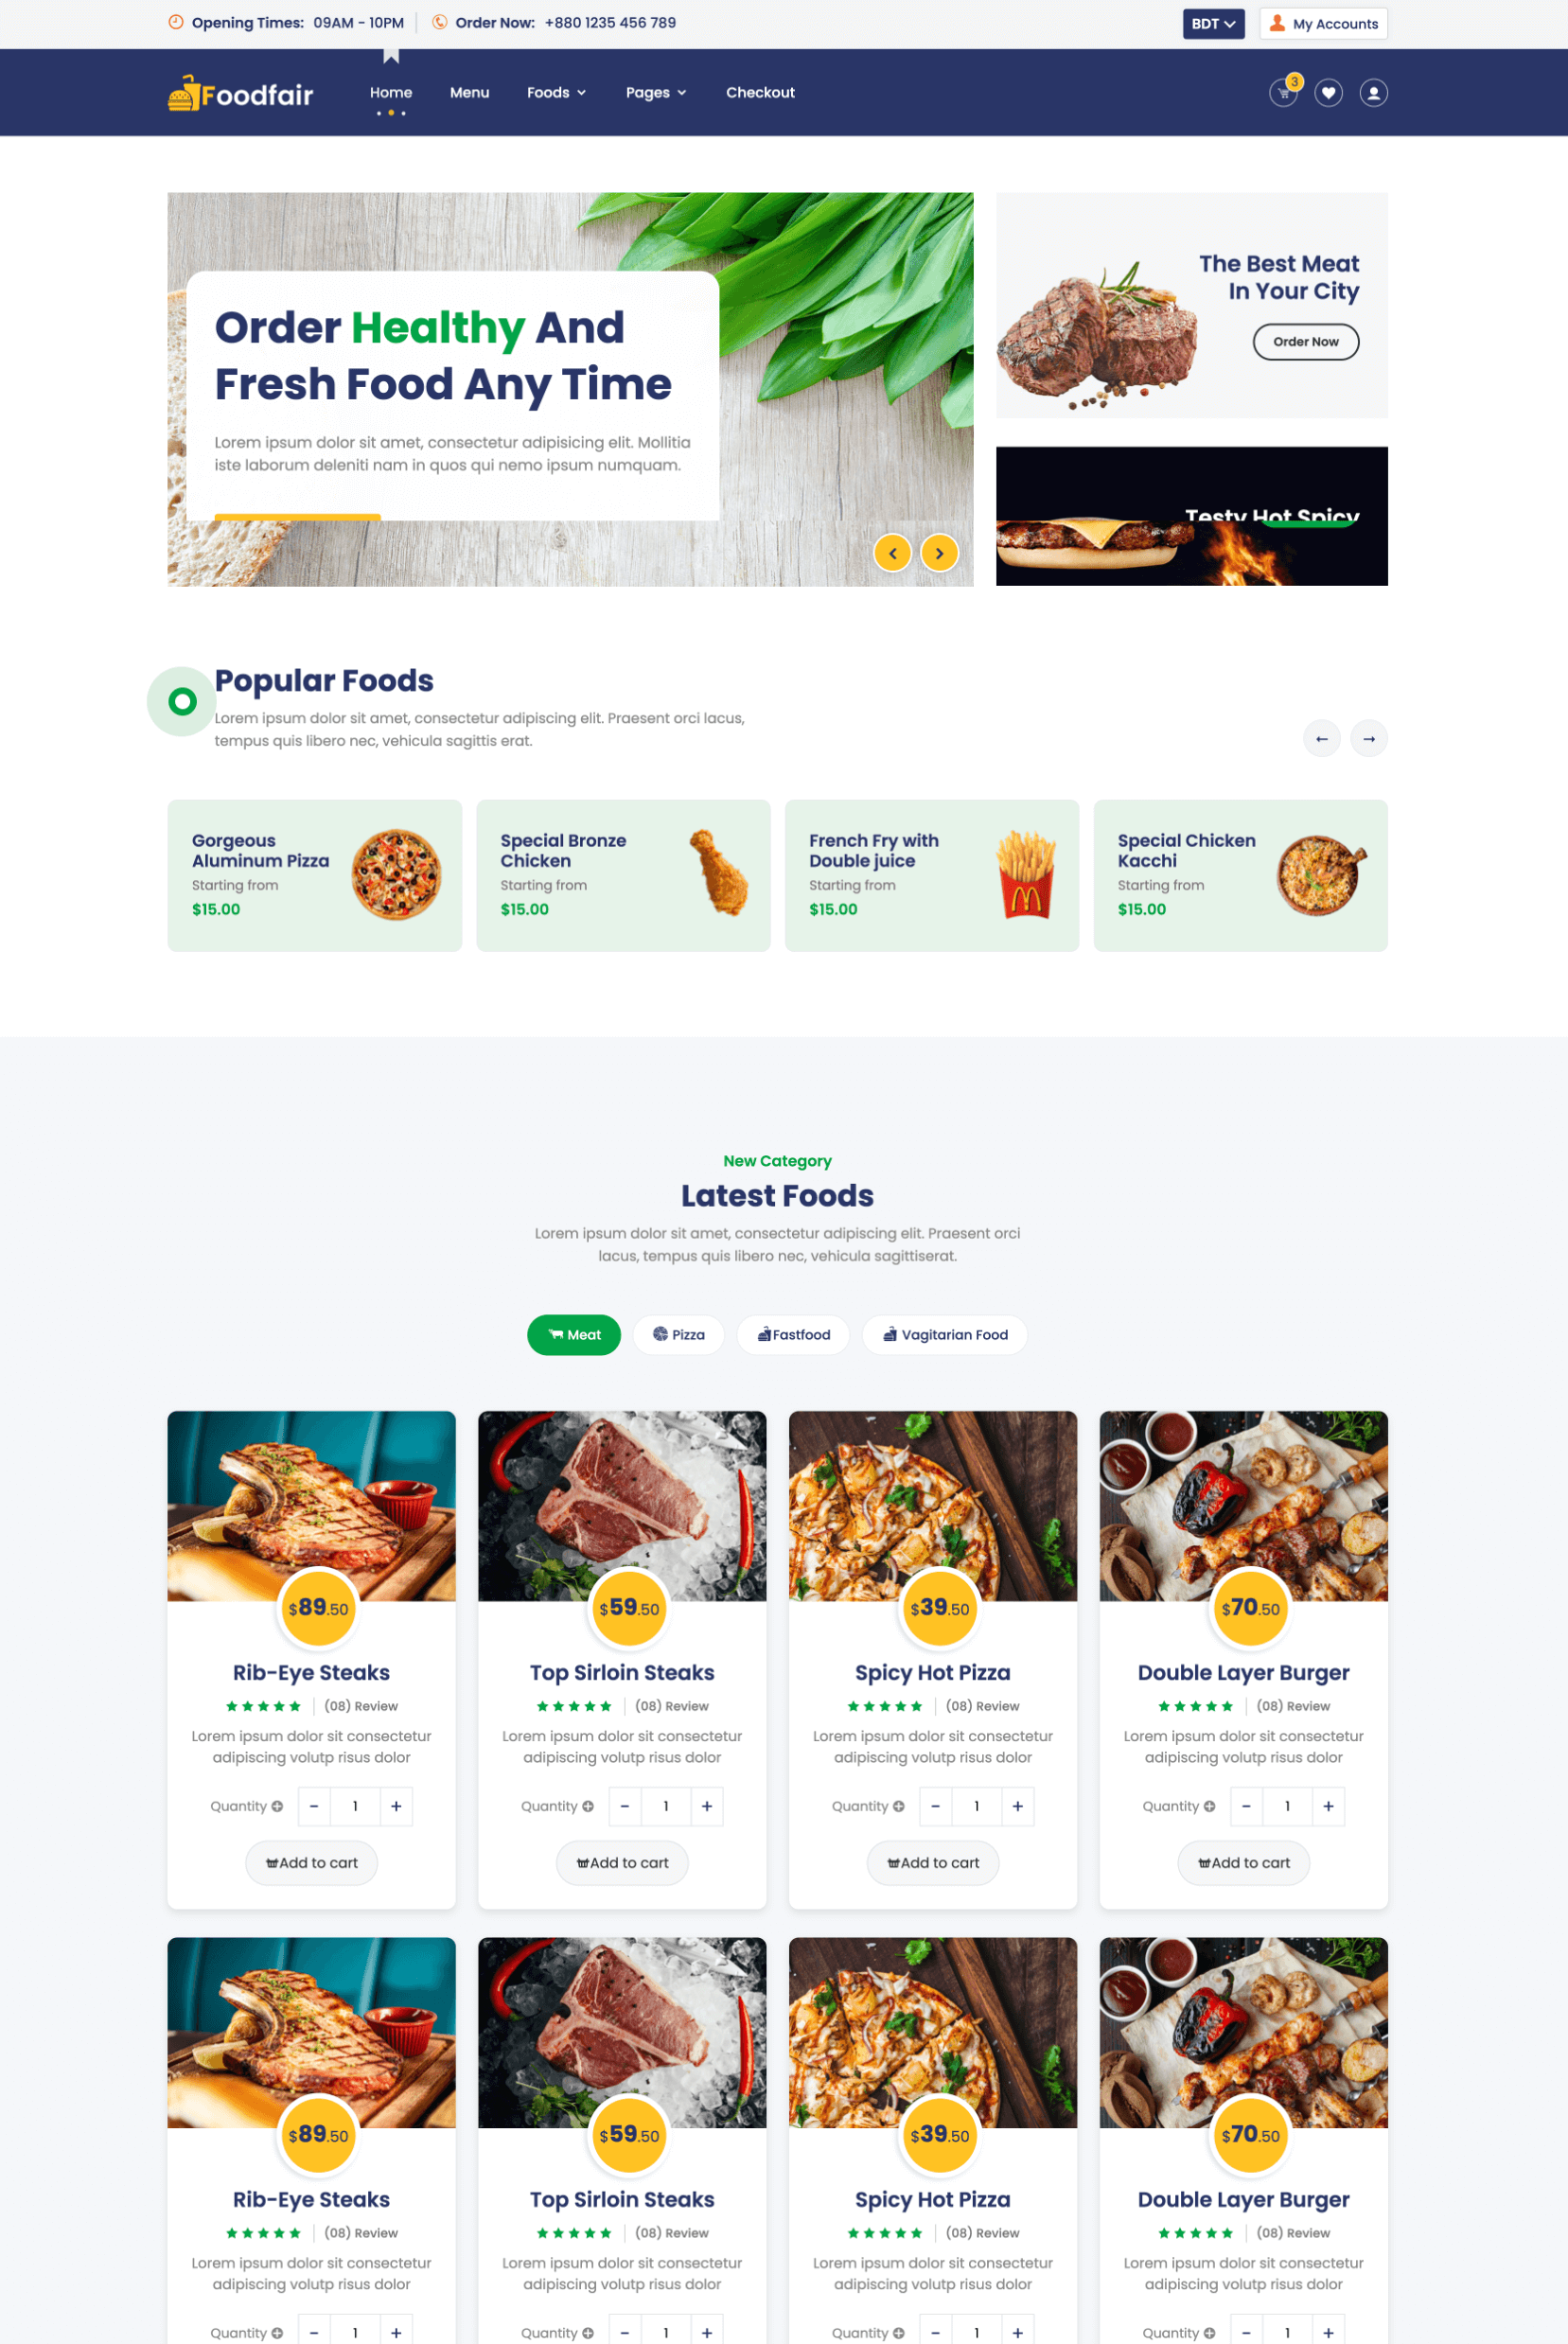 Opening Times: 09AM - 10PM
Order Now: +880 1235 456 789
BDT
My Accounts
Foodfair
Home
Menu
Foods
Pages
Checkout
3
Order Healthy And
Fresh Food Any Time
Lorem ipsum dolor sit amet, consectetur adipisicing elit. Mollitia
iste laborum deleniti nam in quos qui nemo ipsum numquam.
The Best Meat
In Your City
Order Now
Testy Hot Spicy
Popular Foods
Lorem ipsum dolor sit amet, consectetur adipiscing elit. Praesent orci lacus,
tempus quis libero nec, vehicula sagittis erat.
Gorgeous
Aluminum Pizza
Starting from
$15.00
Special Bronze
Chicken
Starting from
$15.00
French Fry with
Double juice
Starting from
$15.00
Special Chicken
Kacchi
Starting from
$15.00
New Category
Latest Foods
Lorem ipsum dolor sit amet, consectetur adipiscing elit. Praesent orci
lacus, tempus quis libero nec, vehicula sagittiserat.
Meat
Pizza
Fastfood
Vagitarian Food
$89.50
Rib-Eye Steaks
(08) Review
Lorem ipsum dolor sit consectetur
adipiscing volutp risus dolor
Quantity - 1 +
Add to cart
$59.50
Top Sirloin Steaks
(08) Review
Lorem ipsum dolor sit consectetur
adipiscing volutp risus dolor
Quantity - 1 +
Add to cart
$39.50
Spicy Hot Pizza
(08) Review
Lorem ipsum dolor sit consectetur
adipiscing volutp risus dolor
Quantity - 1 +
Add to cart
$70.50
Double Layer Burger
(08) Review
Lorem ipsum dolor sit consectetur
adipiscing volutp risus dolor
Quantity - 1 +
Add to cart
$89.50
Rib-Eye Steaks
(08) Review
Lorem ipsum dolor sit consectetur
adipiscing volutp risus dolor
Quantity - 1 +
$59.50
Top Sirloin Steaks
(08) Review
Lorem ipsum dolor sit consectetur
adipiscing volutp risus dolor
Quantity - 1 +
$39.50
Spicy Hot Pizza
(08) Review
Lorem ipsum dolor sit consectetur
adipiscing volutp risus dolor
Quantity - 1 +
$70.50
Double Layer Burger
(08) Review
Lorem ipsum dolor sit consectetur
adipiscing volutp risus dolor
Quantity - 1 +